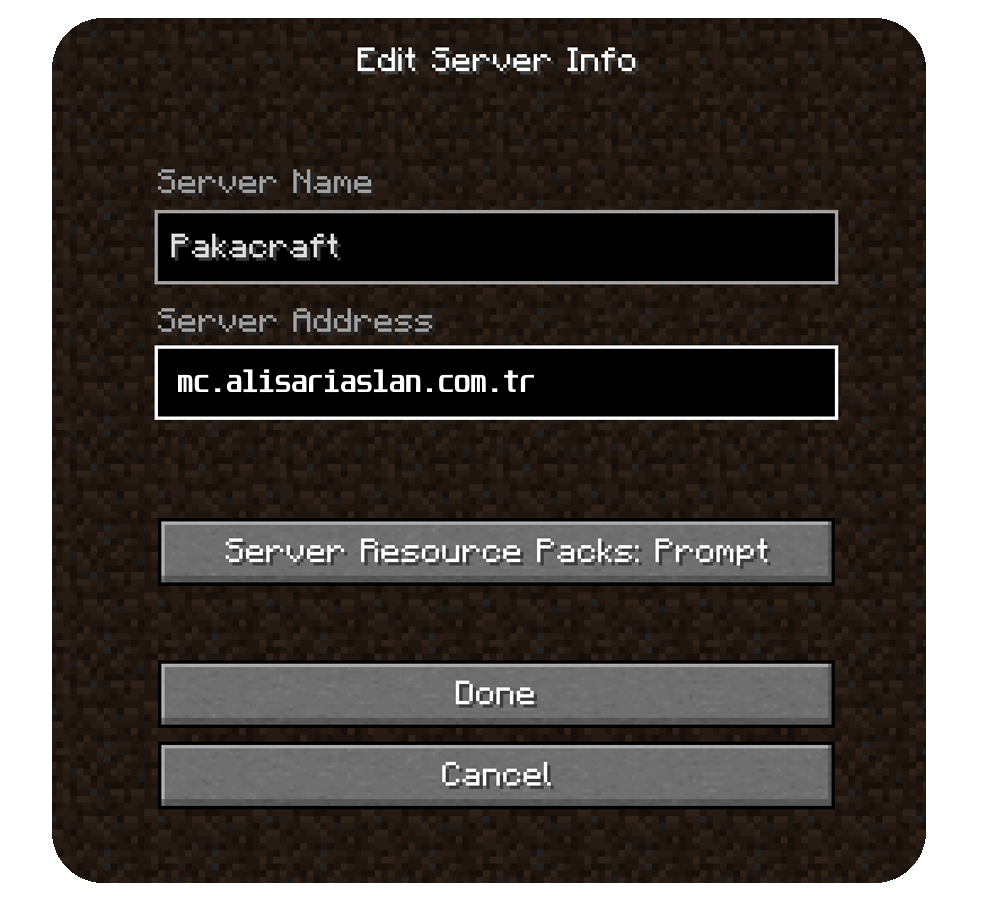 Edit Server Info
Server Name
Pakacraft
Server Address
mc.alisariaslan.com.tr
Server Resource Packs: Prompt
Done
Cancel